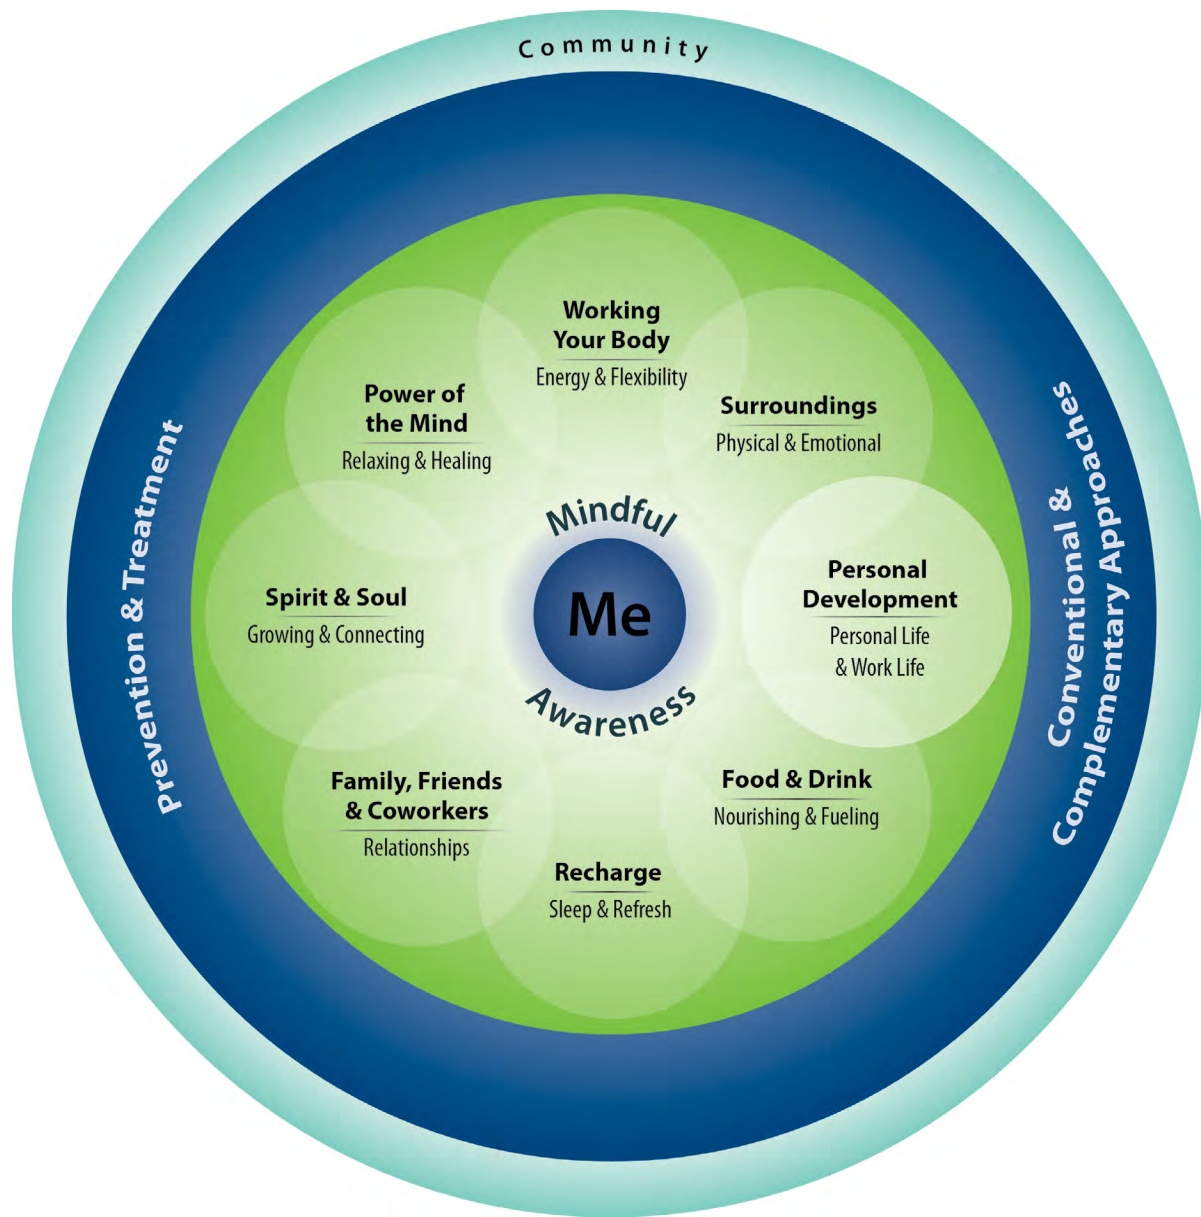 Community
Working
Your Body
Energy & Flexibility
Surroundings
Physical & Emotional
Personal
Development
Personal Life
& Work Life
Food & Drink
Nourishing & Fueling
Recharge
Sleep & Refresh
Family, Friends
& Coworkers
Relationships
Spirit & Soul
Growing & Connecting
Power of
the Mind
Relaxing & Healing
Mindful
Me
Awareness
Prevention & Treatment
Conventional &
Complementary Approaches